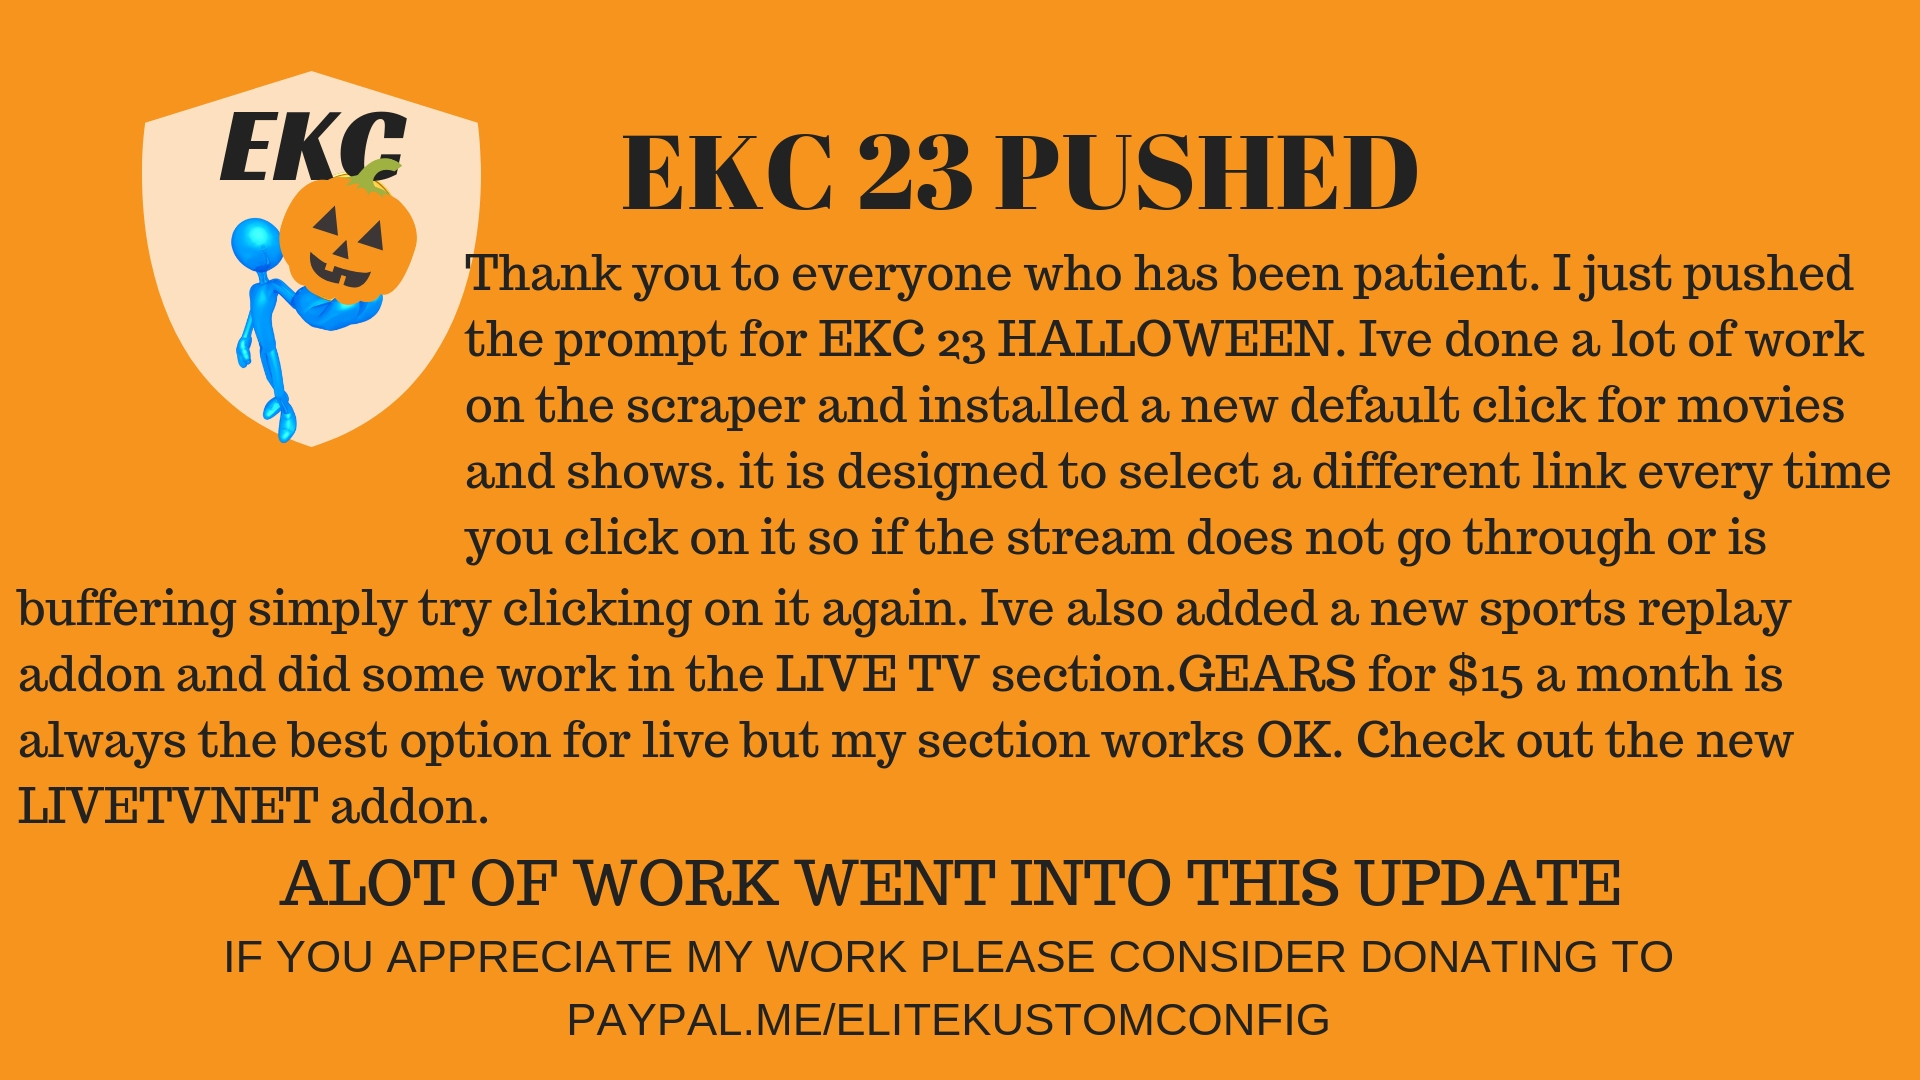 EKC
EKC 23 PUSHED
Thank you to everyone who has been patient. I just pushed
the prompt for EKC 23 HALLOWEEN. Ive done a lot of work
on the scraper and installed a new default click for movies
and shows. it is designed to select a different link every time
you click on it so if the stream does not go through or is
buffering simply try clicking on it again. Ive also added a new sports replay
addon and did some work in the LIVE TV section.GEARS for $15 a month is
always the best option for live but my section works OK. Check out the new
LIVETVNET addon.
ALOT OF WORK WENT INTO THIS UPDATE
IF YOU APPRECIATE MY WORK PLEASE CONSIDER DONATING TO
PAYPAL.ME/ELITEKUSTOMCONFIG